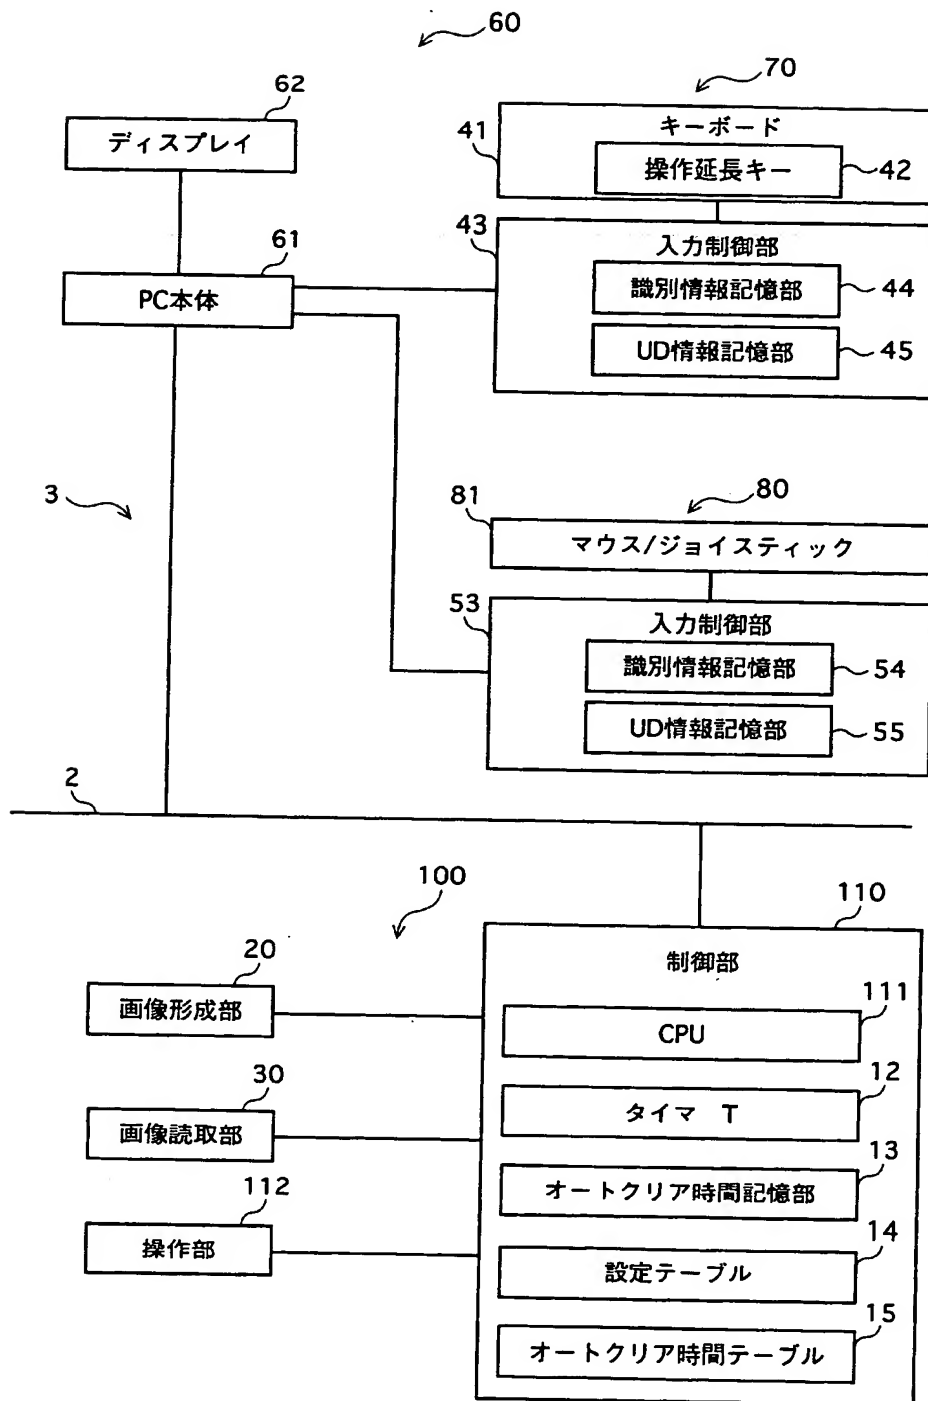 60
70
62
ディスプレイ
41
キーボード
操作延長キー
42
61
PC本体
43
入力制御部
識別情報記憶部
44
UD情報記憶部
45
3
81
80
マウス/ジョイスティック
53
入力制御部
識別情報記憶部
54
UD情報記憶部
55
2
100
110
制御部
20
画像形成部
111
CPU
30
画像読取部
12
タイマ T
13
オートクリア時間記憶部
112
操作部
14
設定テーブル
15
オートクリア時間テーブル